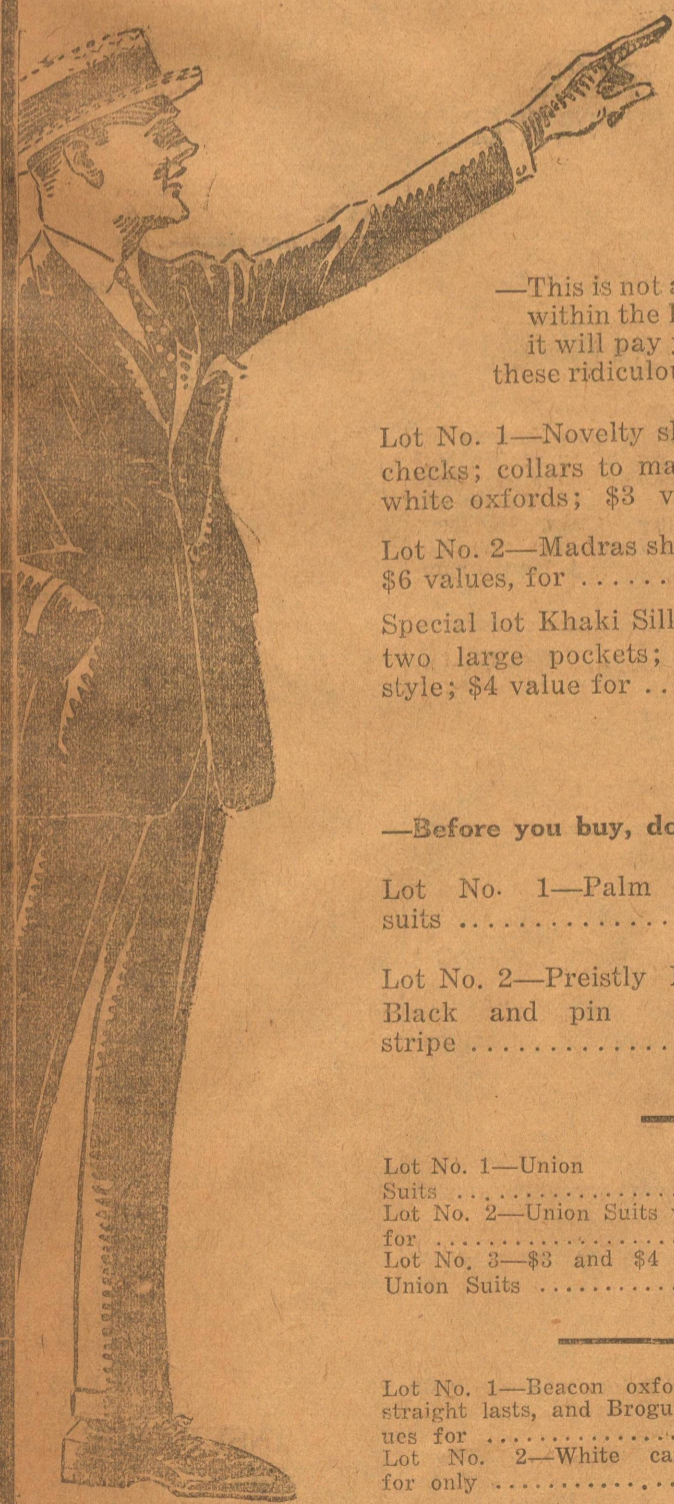 —This is not
within the
it will pay
these ridiculou
Lot No. 1—Novelty s
checks; collars to ma
white oxfords; $3 v
Lot No. 2—Madras sh
$6 values, for ......
Special lot Khaki Sil
two large pockets;
style; $4 value for ..
—Before you buy, do
Lot No. 1—Palm
suits ..............
Lot No. 2—Preistly
Black and pin
stripe .............
Lot No. 1—Union
Suits ................
Lot No. 2—Union Suits
for ..................
Lot No. 3—$3 and $4
Union Suits ..........
Lot No. 1—Beacon oxfo
straight lasts, and Brogu
ues for ..............
Lot No. 2—White ca
for only .............